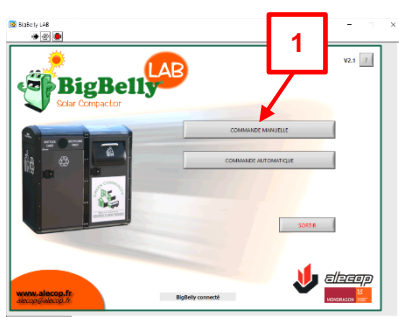 BigBelly LAB
1
V2.1
BigBelly
LAB
Solar Compactor
COMMANDE MANUELLE
COMMANDE AUTOMATIQUE
SORTIR
www.alecop.fr
alecop@alecop.fr
BigBelly connecté
alecop
MONDRAGON